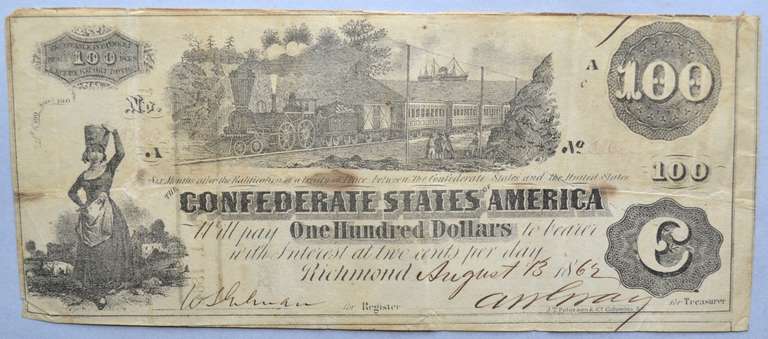 100
A
100
No
A
No
100
Six Months after the Ratification of a treaty of Peace between the Confederate States and the United States
THE
CONFEDERATE STATES OF AMERICA
Will pay One Hundred Dollars to bearer
with Interest at two cents per day
Richmond August 13 1862
C
for Register
for Treasurer